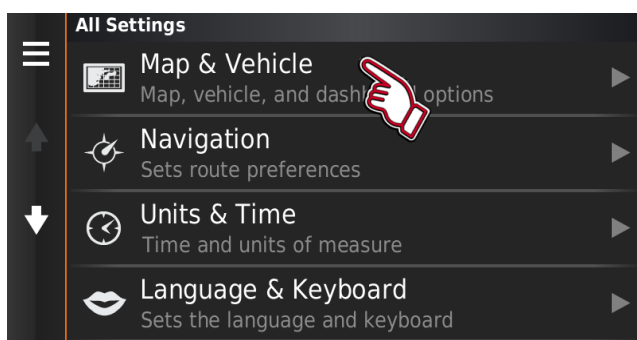 All Settings
Map & Vehicle
Map, vehicle, and dashboard options
Navigation
Sets route preferences
Units & Time
Time and units of measure
Language & Keyboard
Sets the language and keyboard